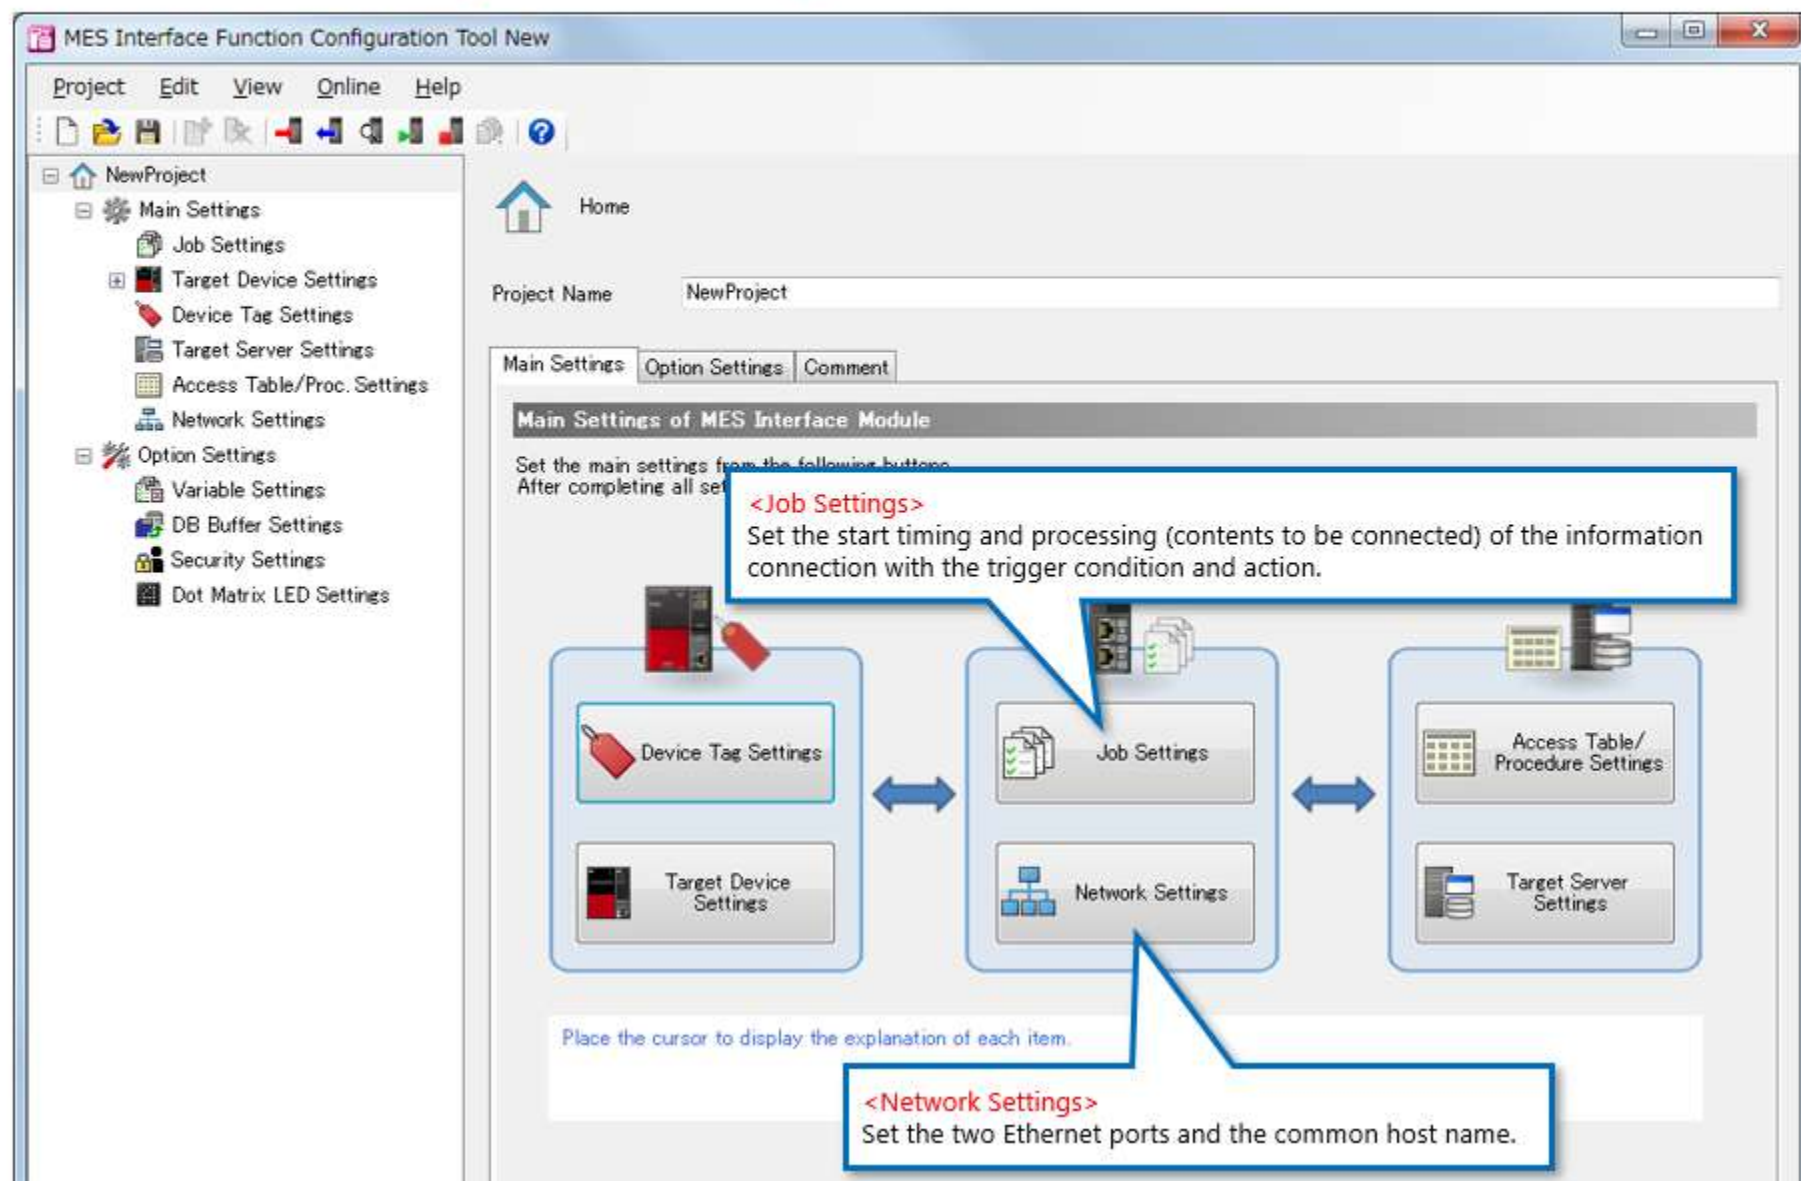 MES Interface Function Configuration Tool New
Project Edit View Online Help
NewProject
Main Settings
Job Settings
Target Device Settings
Device Tag Settings
Target Server Settings
Access Table/Proc. Settings
Network Settings
Option Settings
Variable Settings
DB Buffer Settings
Security Settings
Dot Matrix LED Settings
Home
Project Name NewProject
Main Settings Option Settings Comment
Main Settings of MES Interface Module
Set the main settings from the following buttons
After completing all
<Job Settings>
Set the start timing and processing (contents to be connected) of the information
connection with the trigger condition and action.
Device Tag Settings
Target Device
Settings
Job Settings
Network Settings
Access Table/
Procedure Settings
Target Server
Settings
Place the cursor to display the explanation of each item.
<Network Settings>
Set the two Ethernet ports and the common host name.